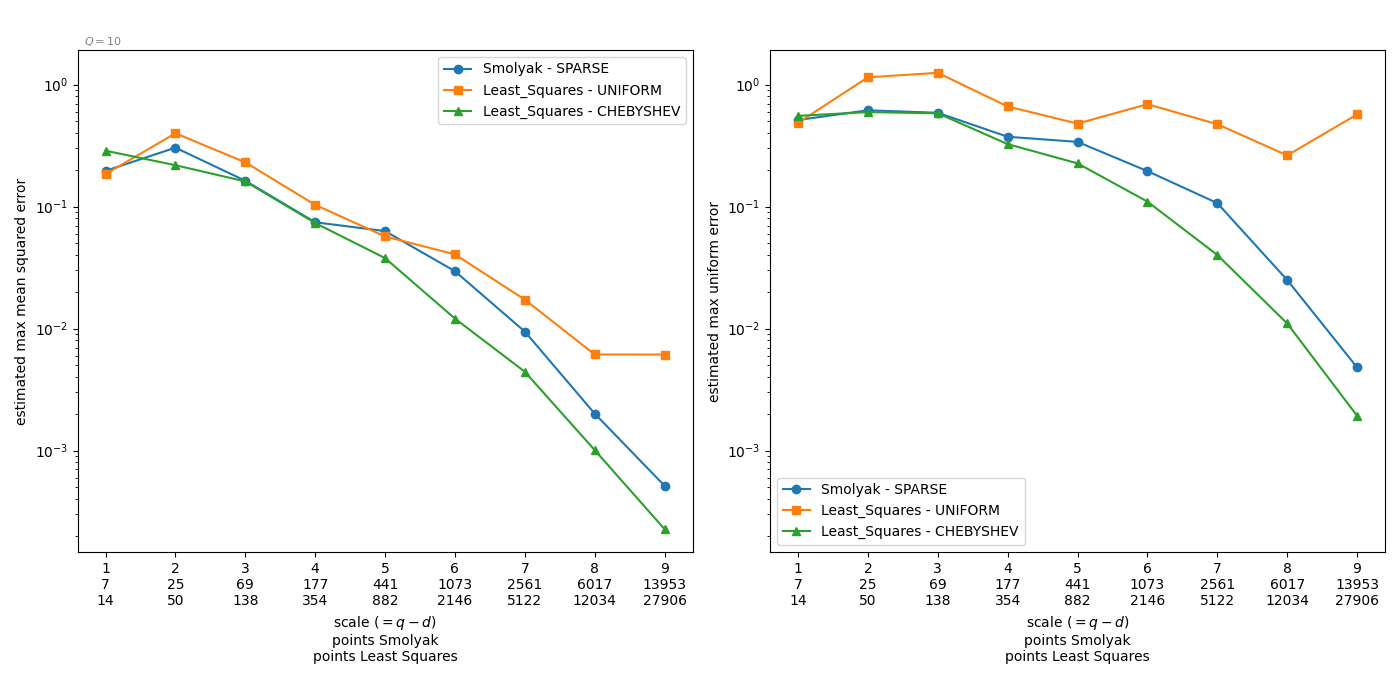 Q = 10
Smolyak - SPARSE
Least_Squares - UNIFORM
Least_Squares - CHEBYSHEV
estimated max mean squared error
10⁰
10⁻¹
10⁻²
10⁻³
1 2 3 4 5 6 7 8 9
7 25 69 177 441 1073 2561 6017 13953
14 50 138 354 882 2146 5122 12034 27906
scale (= q − d)
points Smolyak
points Least Squares
estimated max uniform error
10⁰
10⁻¹
10⁻²
10⁻³
Smolyak - SPARSE
Least_Squares - UNIFORM
Least_Squares - CHEBYSHEV
1 2 3 4 5 6 7 8 9
7 25 69 177 441 1073 2561 6017 13953
14 50 138 354 882 2146 5122 12034 27906
scale (= q − d)
points Smolyak
points Least Squares